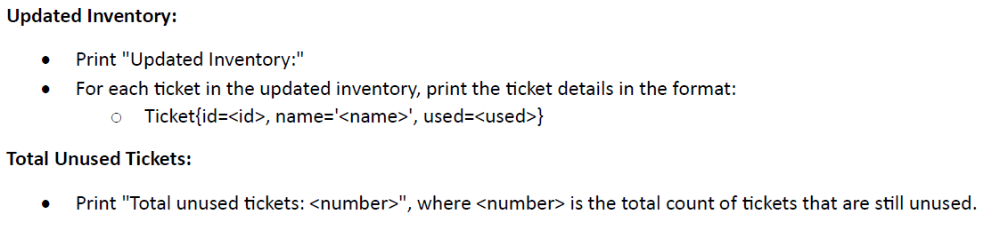 Updated Inventory:
● Print "Updated Inventory:"
● For each ticket in the updated inventory, print the ticket details in the format:
○ Ticket{id=<id>, name='<name>', used=<used>}
Total Unused Tickets:
● Print "Total unused tickets: <number>", where <number> is the total count of tickets that are still unused.